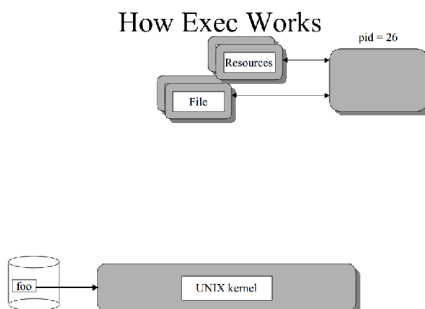 How Exec Works
pid = 26
Resources
File
foo
UNIX kernel